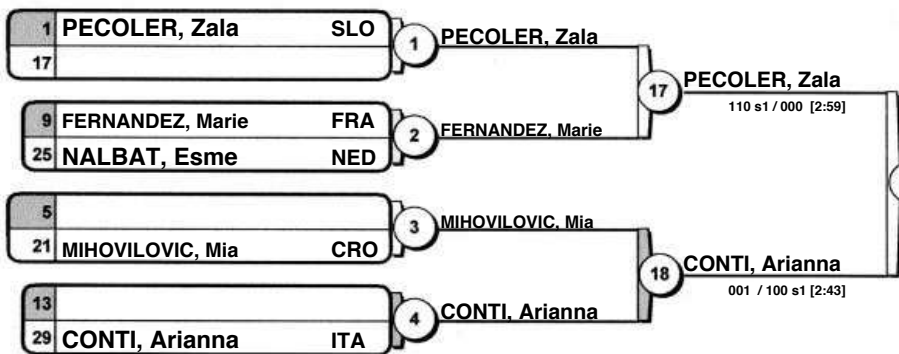 1 PECOLER, Zala SLO
17
1 PECOLER, Zala
9 FERNANDEZ, Marie FRA
25 NALBAT, Esme NED
2 FERNANDEZ, Marie
17 PECOLER, Zala
110 s1 / 000 [2:59]
5
21 MIHOVILOVIC, Mia CRO
3 MIHOVILOVIC, Mia
13
29 CONTI, Arianna ITA
4 CONTI, Arianna
18 CONTI, Arianna
001 / 100 s1 [2:43]